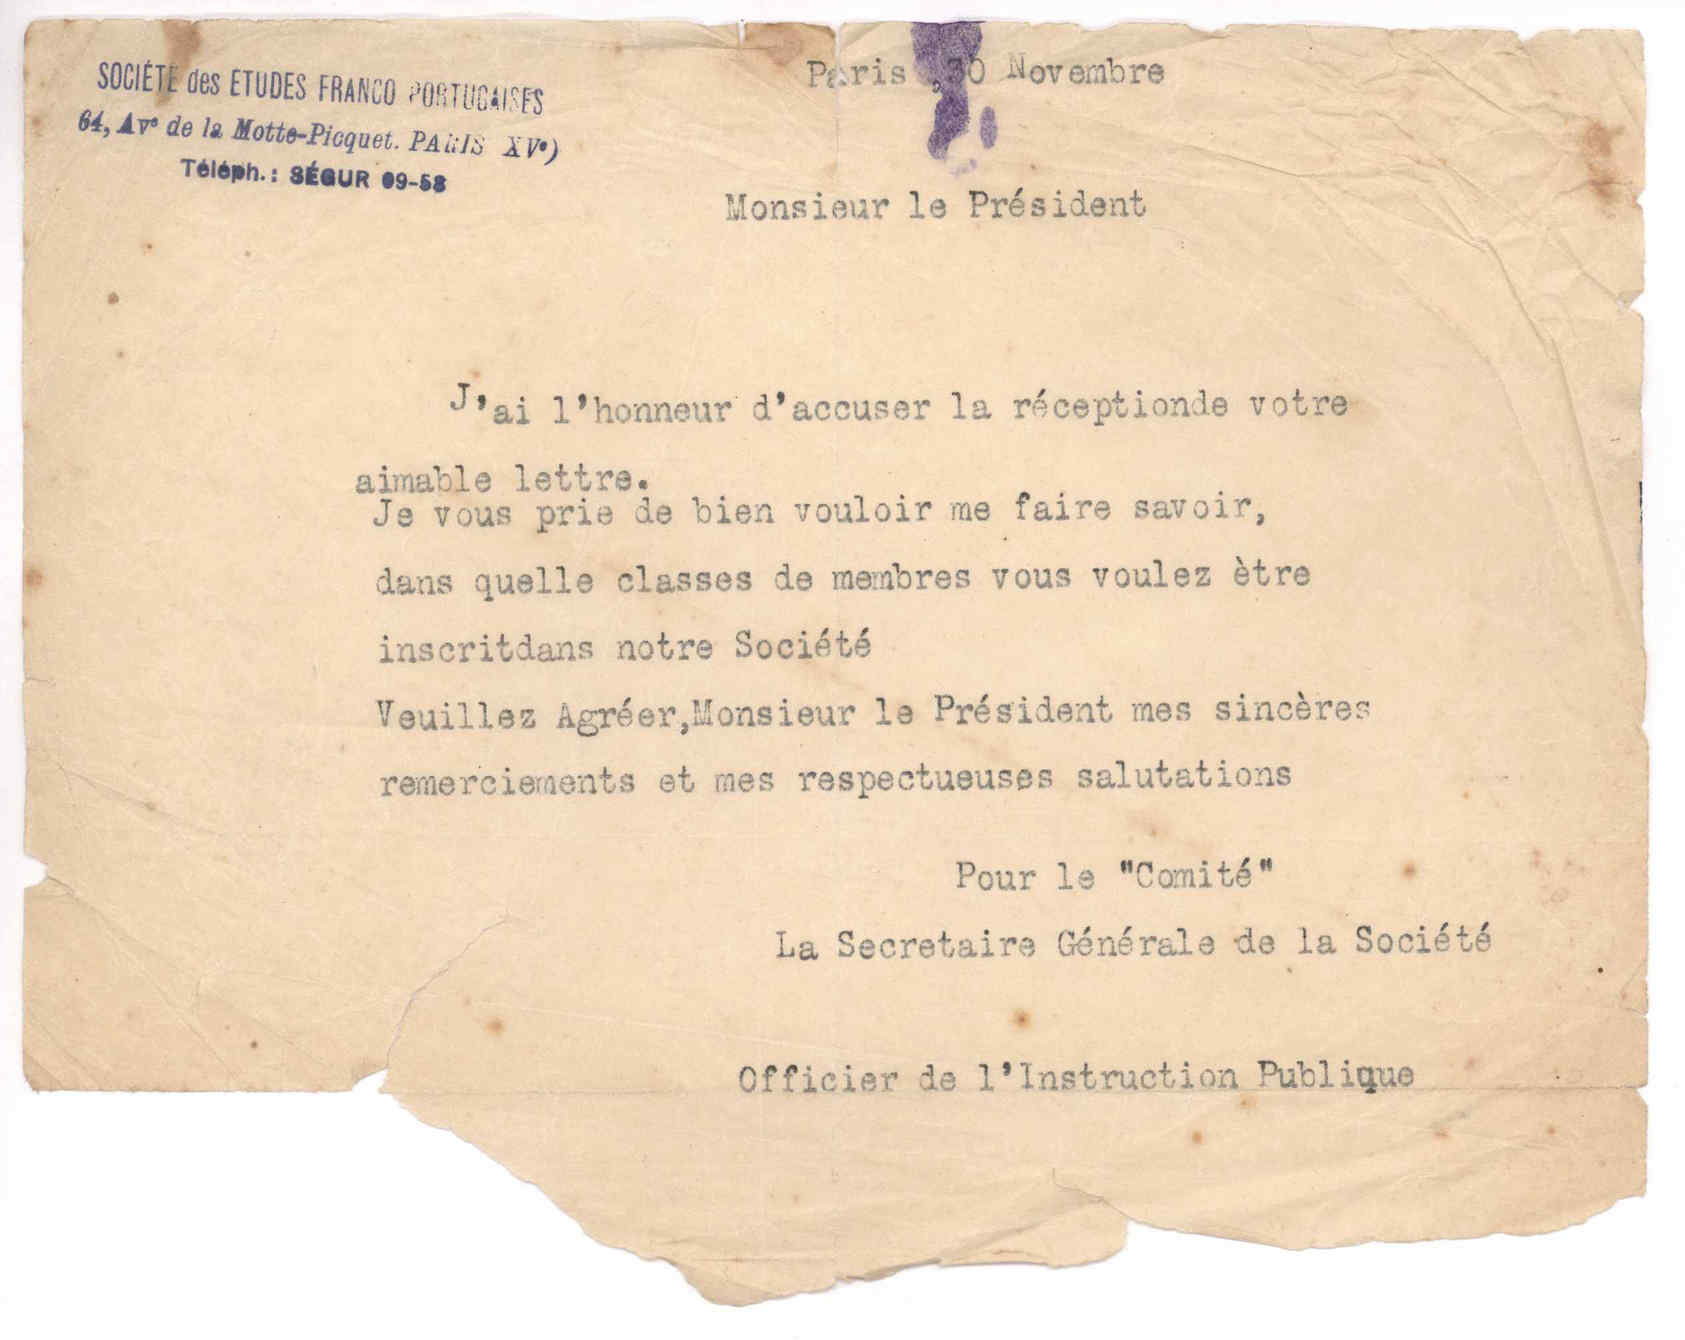 SOCIÉTÉ des ETUDES FRANCO PORTUGAISES
64, Avᵉ de la Motte-Picquet. PARIS XVᵉ)
Téléph.: SÉGUR 09-58
Paris ,30 Novembre
Monsieur le Président
J'ai l'honneur d'accuser la réceptionde votre
aimable lettre.
Je vous prie de bien vouloir me faire savoir,
dans quelle classes de membres vous voulez ètre
inscritdans notre Société
Veuillez Agréer,Monsieur le Président mes sincères
remerciements et mes respectueuses salutations
Pour le "Comité"
La Secretaire Générale de la Société
Officier de l'Instruction Publique